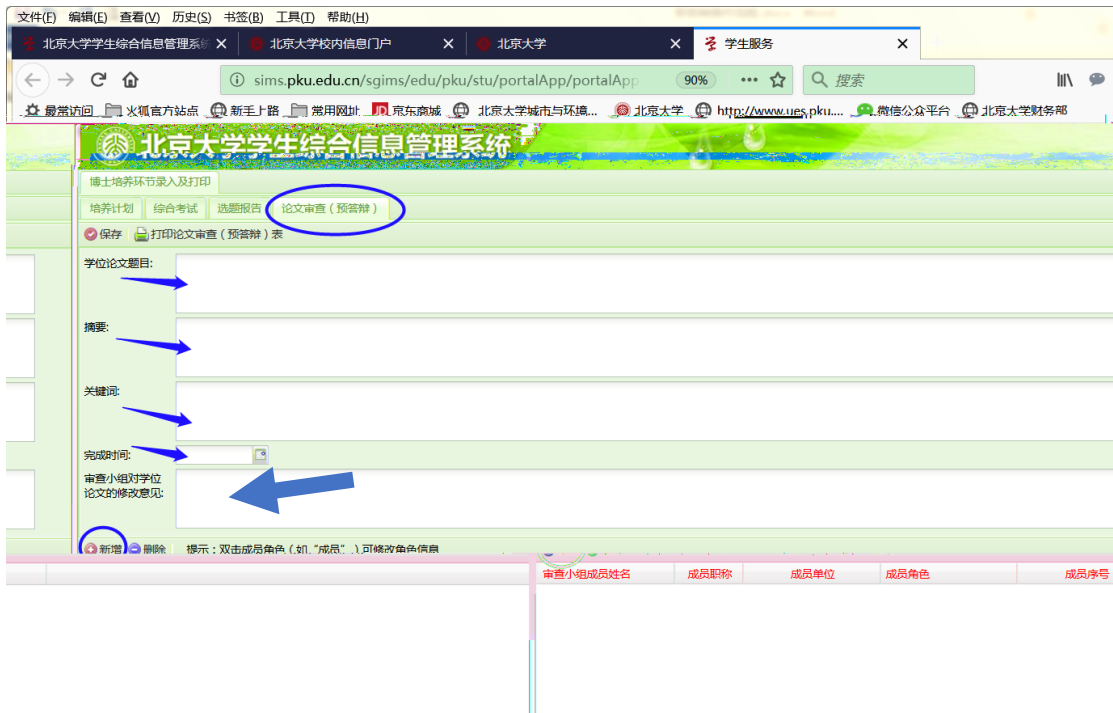 文件(F) 编辑(E) 查看(V) 历史(S) 书签(B) 工具(T) 帮助(H)
北京大学学生综合信息管理系统 北京大学校内信息门户 北京大学 学生服务
sims.pku.edu.cn/sgims/edu/pku/stu/portalApp/portalApp 90% 搜索
最常访问 火狐官方站点 新手上路 常用网址 JD 京东商城 北京大学城市与环境... 北京大学 http://www.ues.pku.... 微信公众平台 北京大学财务部
北京大学学生综合信息管理系统
博士培养环节录入及打印
培养计划 综合考试 选题报告 论文审查(预答辩)
保存 打印论文审查(预答辩)表
学位论文题目:
摘要:
关键词:
完成时间:
审查小组对学位
论文的修改意见:
新增 删除 提示:双击成员角色(如,“成员”,)可修改角色信息
审查小组成员姓名 成员职称 成员单位 成员角色 成员序号